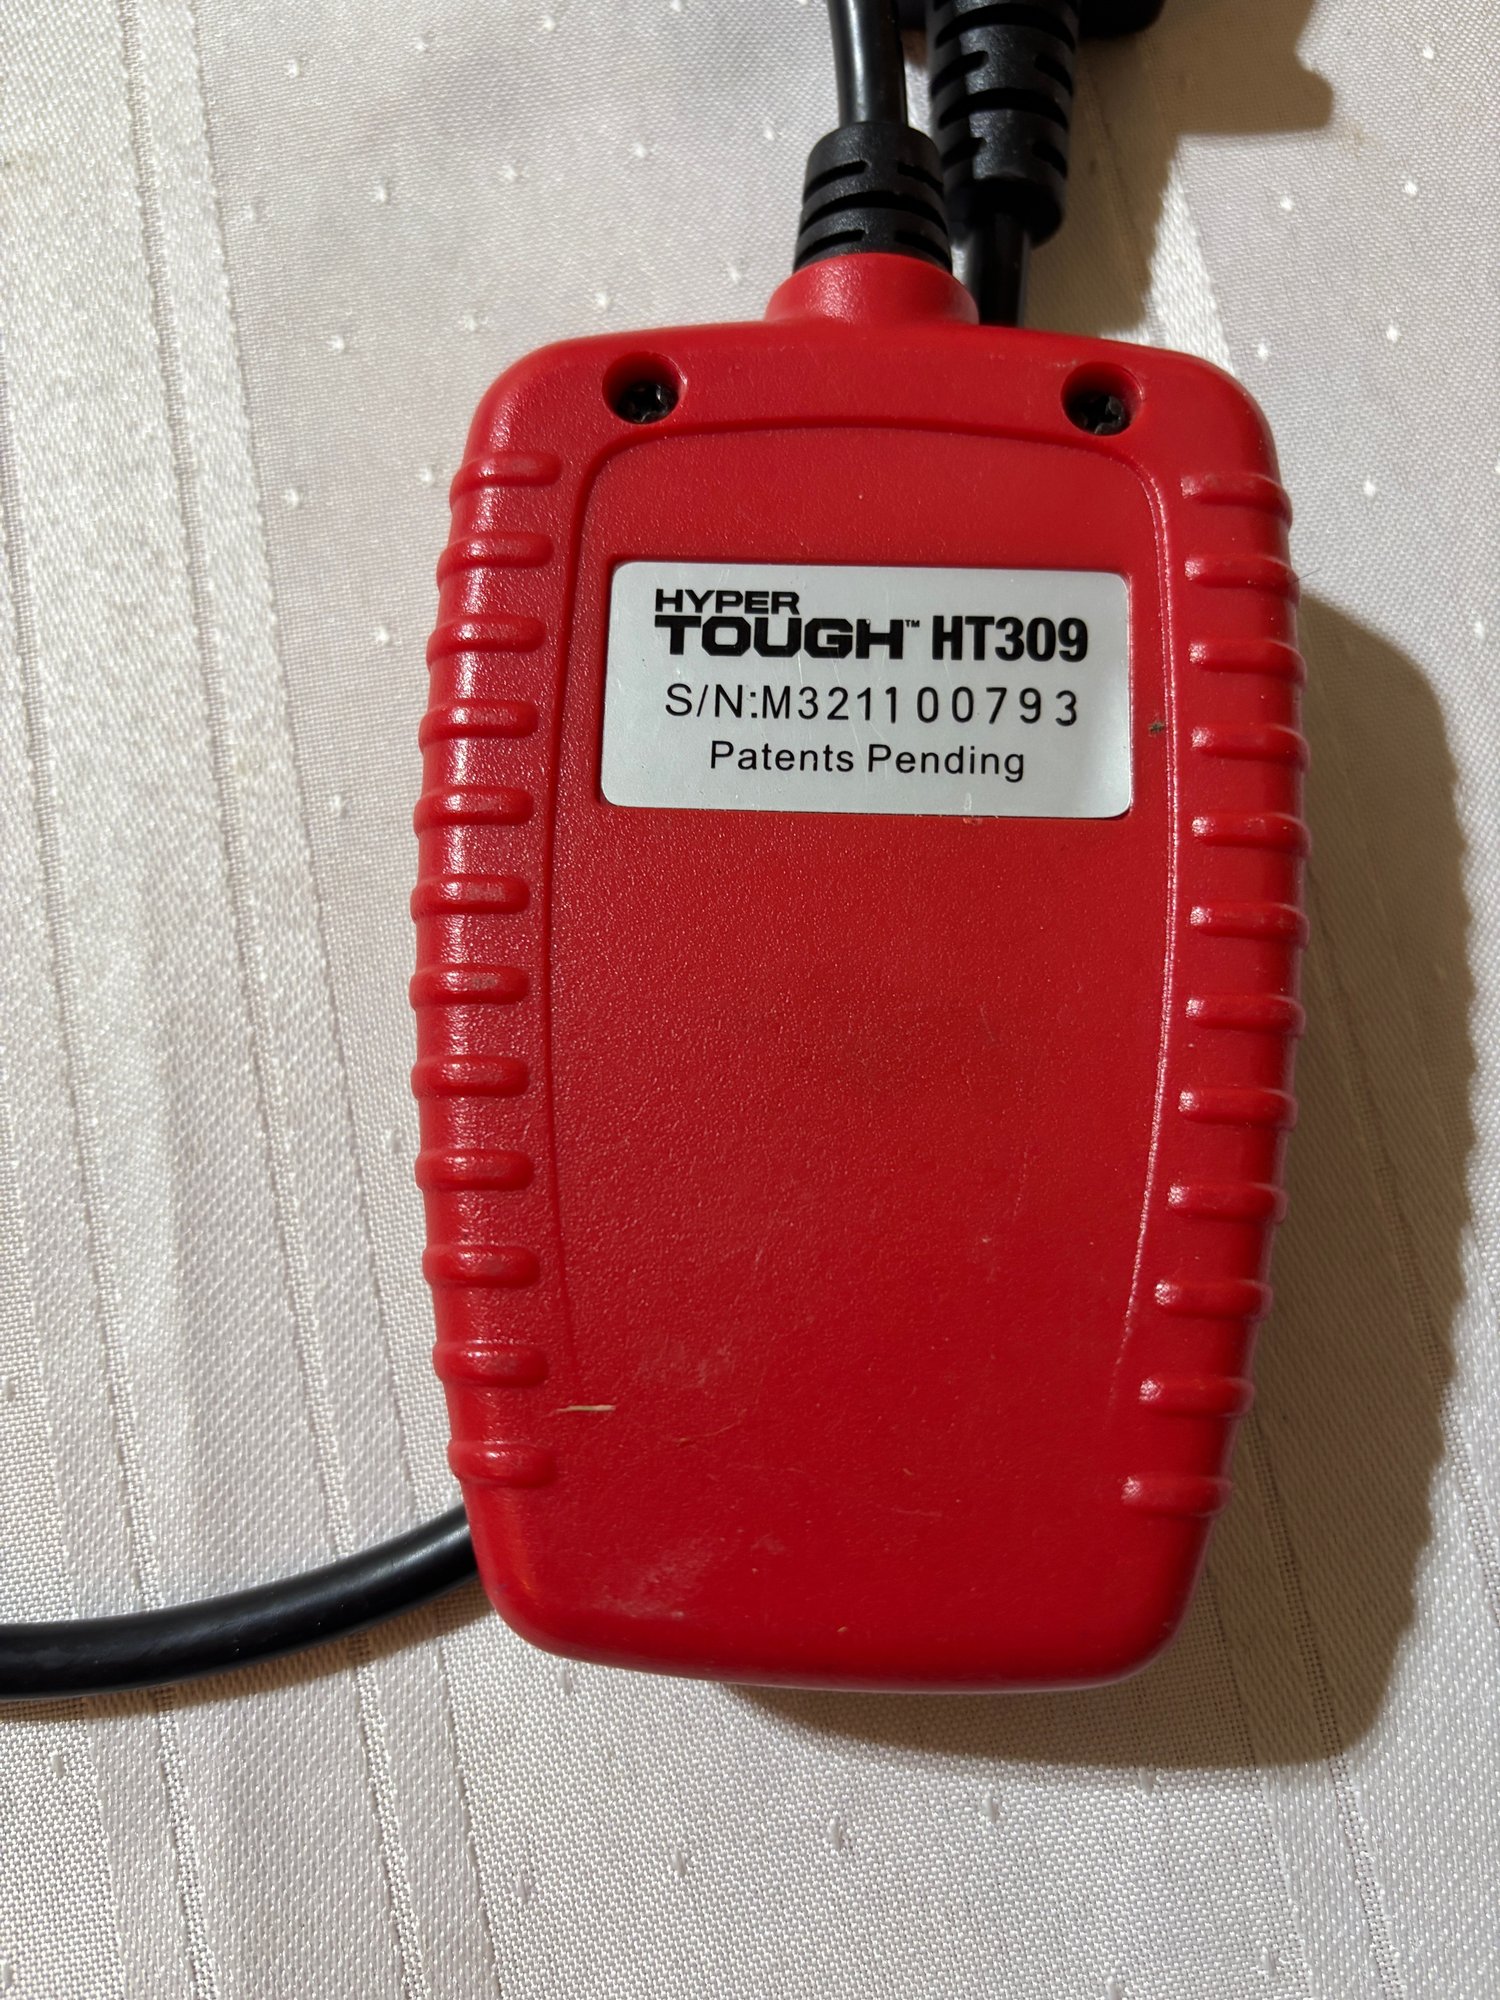 HYPER
TOUGH™ HT309
S/N:M321100793
Patents Pending